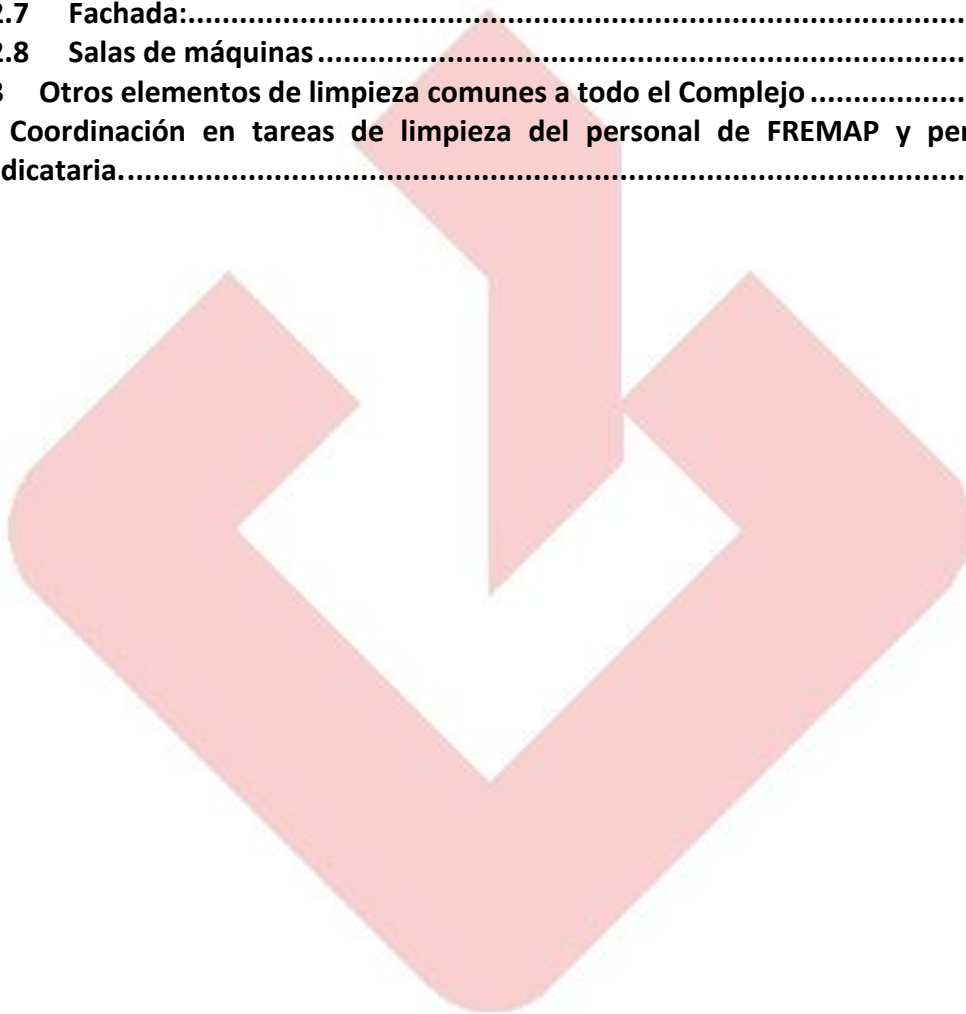 2.7 Fachada:.......................................................................................................
2.8 Salas de máquinas.......................................................................................
3 Otros elementos de limpieza comunes a todo el Complejo...................
Coordinación en tareas de limpieza del personal de FREMAP y per
dicataria.......................................................................................................